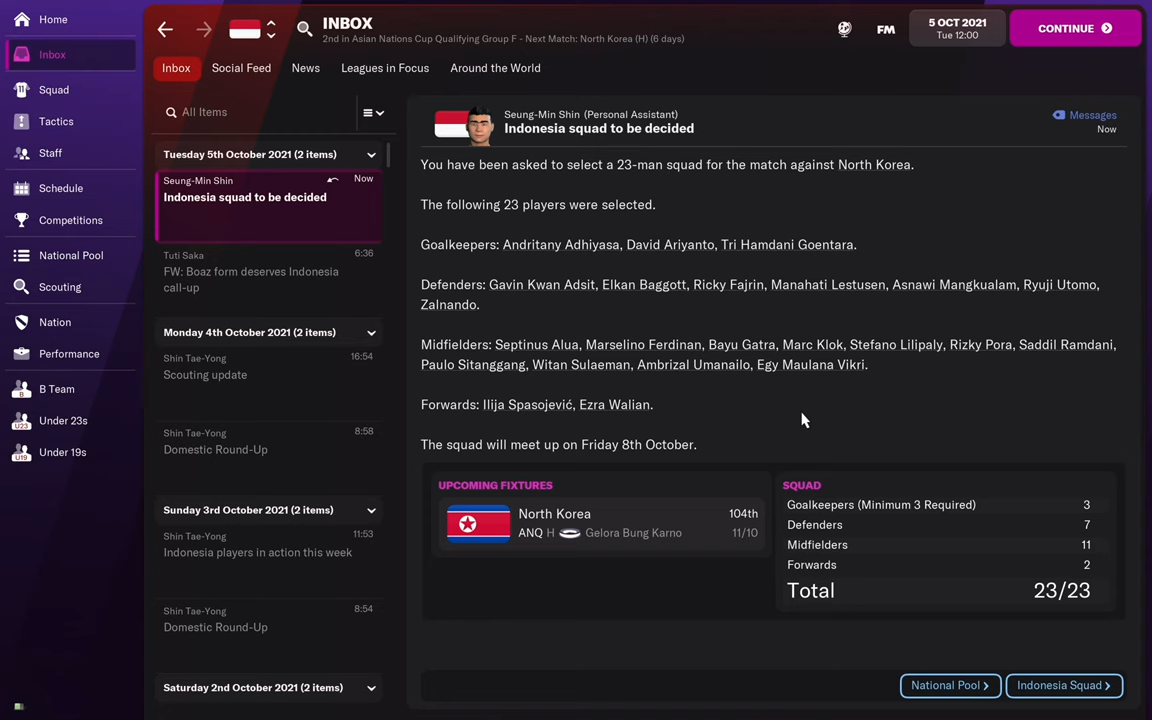 Home
Inbox
Squad
Tactics
Staff
Schedule
Competitions
National Pool
Scouting
Nation
Performance
B Team
Under 23s
Under 19s
INBOX
2nd in Asian Nations Cup Qualifying Group F - Next Match: North Korea (H) (6 days)
FM
5 OCT 2021
Tue 12:00
CONTINUE
Inbox
Social Feed
News
Leagues in Focus
Around the World
All Items
Tuesday 5th October 2021 (2 items)
Seung-Min Shin
Now
Indonesia squad to be decided
Tuti Saka
6:36
FW: Boaz form deserves Indonesia
call-up
Monday 4th October 2021 (2 items)
Shin Tae-Yong
16:54
Scouting update
Shin Tae-Yong
8:58
Domestic Round-Up
Sunday 3rd October 2021 (2 items)
Shin Tae-Yong
11:53
Indonesia players in action this week
Shin Tae-Yong
8:54
Domestic Round-Up
Saturday 2nd October 2021 (2 items)
Seung-Min Shin (Personal Assistant)
Indonesia squad to be decided
Messages
Now
You have been asked to select a 23-man squad for the match against North Korea.
The following 23 players were selected.
Goalkeepers: Andritany Adhiyasa, David Ariyanto, Tri Hamdani Goentara.
Defenders: Gavin Kwan Adsit, Elkan Baggott, Ricky Fajrin, Manahati Lestusen, Asnawi Mangkualam, Ryuji Utomo,
Zalnando.
Midfielders: Septinus Alua, Marselino Ferdinan, Bayu Gatra, Marc Klok, Stefano Lilipaly, Rizky Pora, Saddil Ramdani,
Paulo Sitanggang, Witan Sulaeman, Ambrizal Umanailo, Egy Maulana Vikri.
Forwards: Ilija Spasojević, Ezra Walian.
The squad will meet up on Friday 8th October.
UPCOMING FIXTURES
North Korea
104th
ANQ H Gelora Bung Karno
11/10
SQUAD
Goalkeepers (Minimum 3 Required) 3
Defenders 7
Midfielders 11
Forwards 2
Total 23/23
National Pool
Indonesia Squad